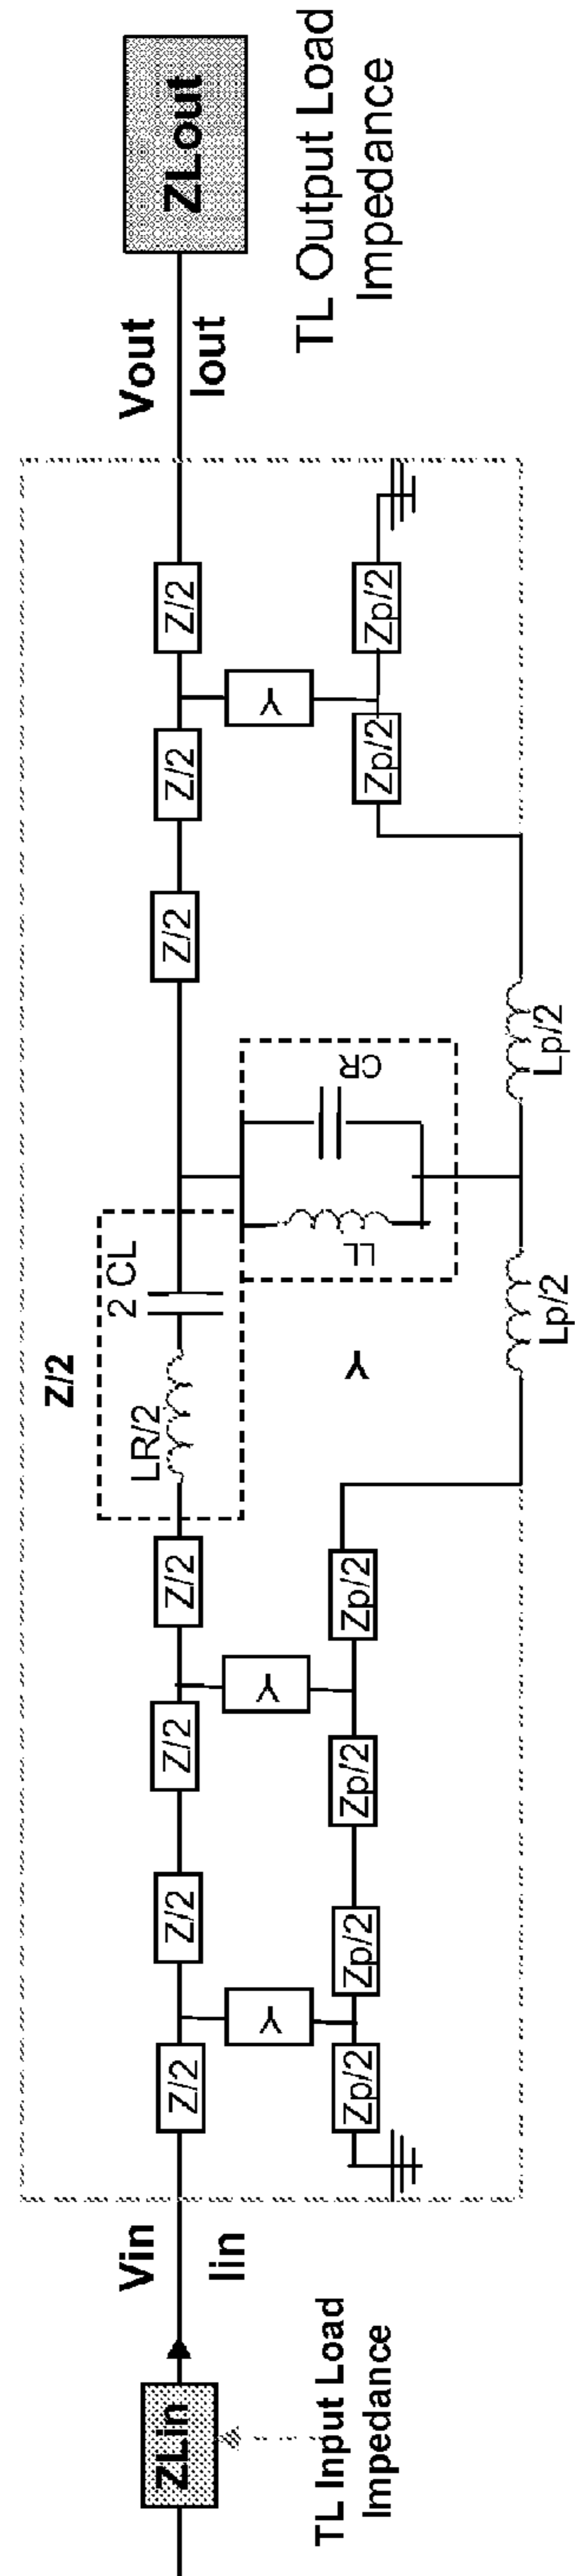 ZLin
TL Input Load
Impedance
Vin
Iin
Z/2
Y
Zp/2
Zp/2
Z/2
Z/2
Y
Zp/2
Zp/2
Z/2
Z/2
LR/2
2 CL
LL
CR
Y
Lp/2
Lp/2
Z/2
Z/2
Y
Zp/2
Zp/2
Z/2
Vout
Iout
ZLout
TL Output Load
Impedance